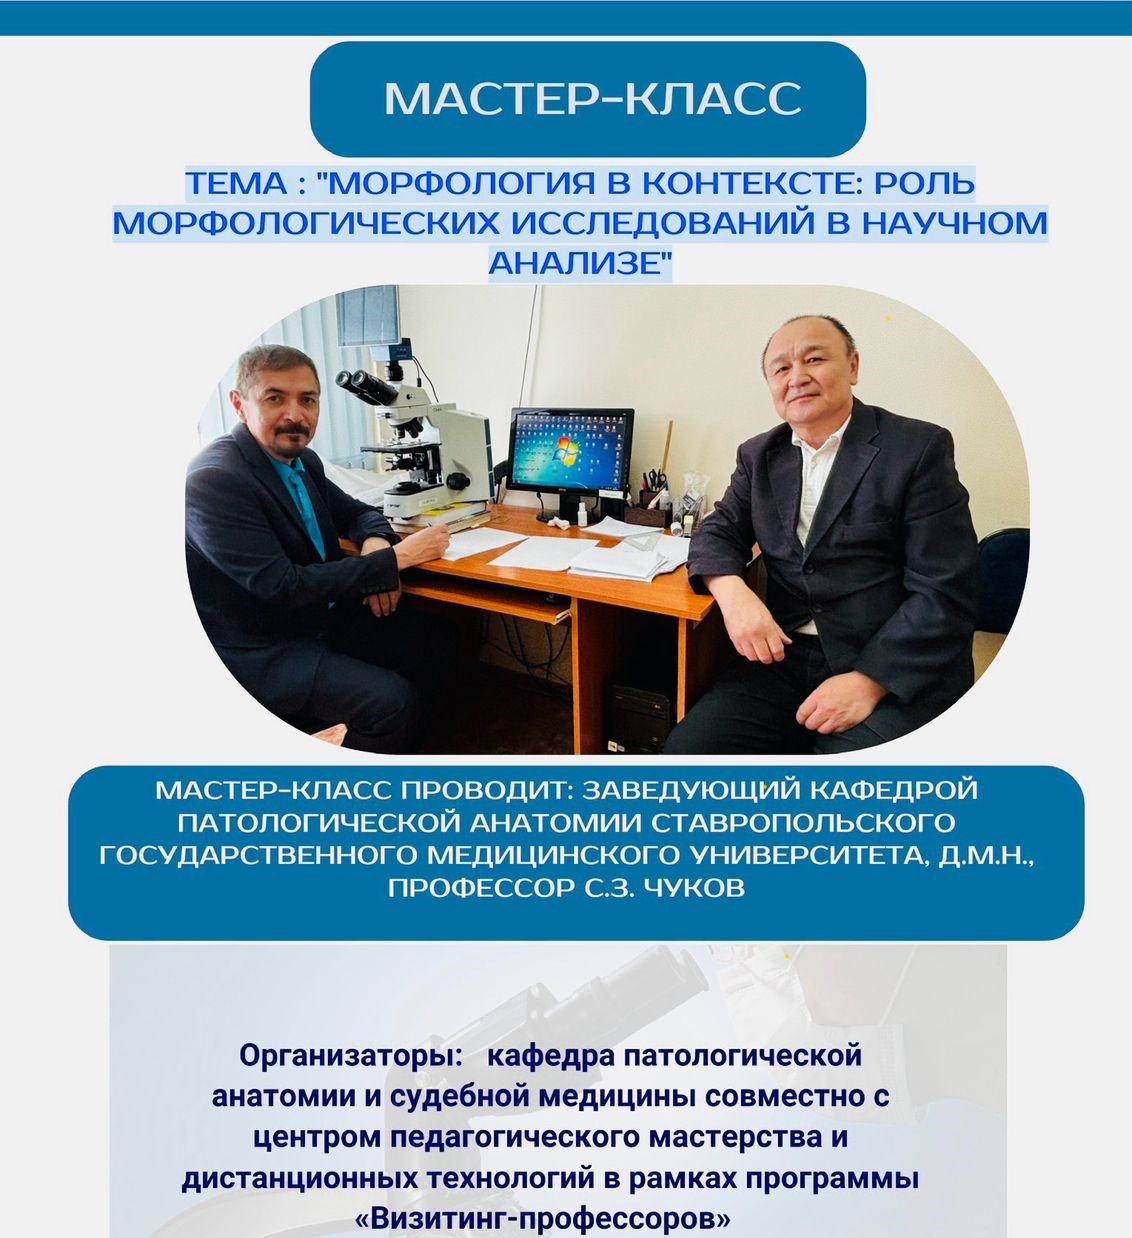 МАСТЕР-КЛАСС
ТЕМА : "МОРФОЛОГИЯ В КОНТЕКСТЕ: РОЛЬ
МОРФОЛОГИЧЕСКИХ ИССЛЕДОВАНИЙ В НАУЧНОМ
АНАЛИЗЕ"
МАСТЕР-КЛАСС ПРОВОДИТ: ЗАВЕДУЮЩИЙ КАФЕДРОЙ
ПАТОЛОГИЧЕСКОЙ АНАТОМИИ СТАВРОПОЛЬСКОГО
ГОСУДАРСТВЕННОГО МЕДИЦИНСКОГО УНИВЕРСИТЕТА, Д.М.Н.,
ПРОФЕССОР С.З. ЧУКОВ
Организаторы: кафедра патологической
анатомии и судебной медицины совместно с
центром педагогического мастерства и
дистанционных технологий в рамках программы
«Визитинг-профессоров»